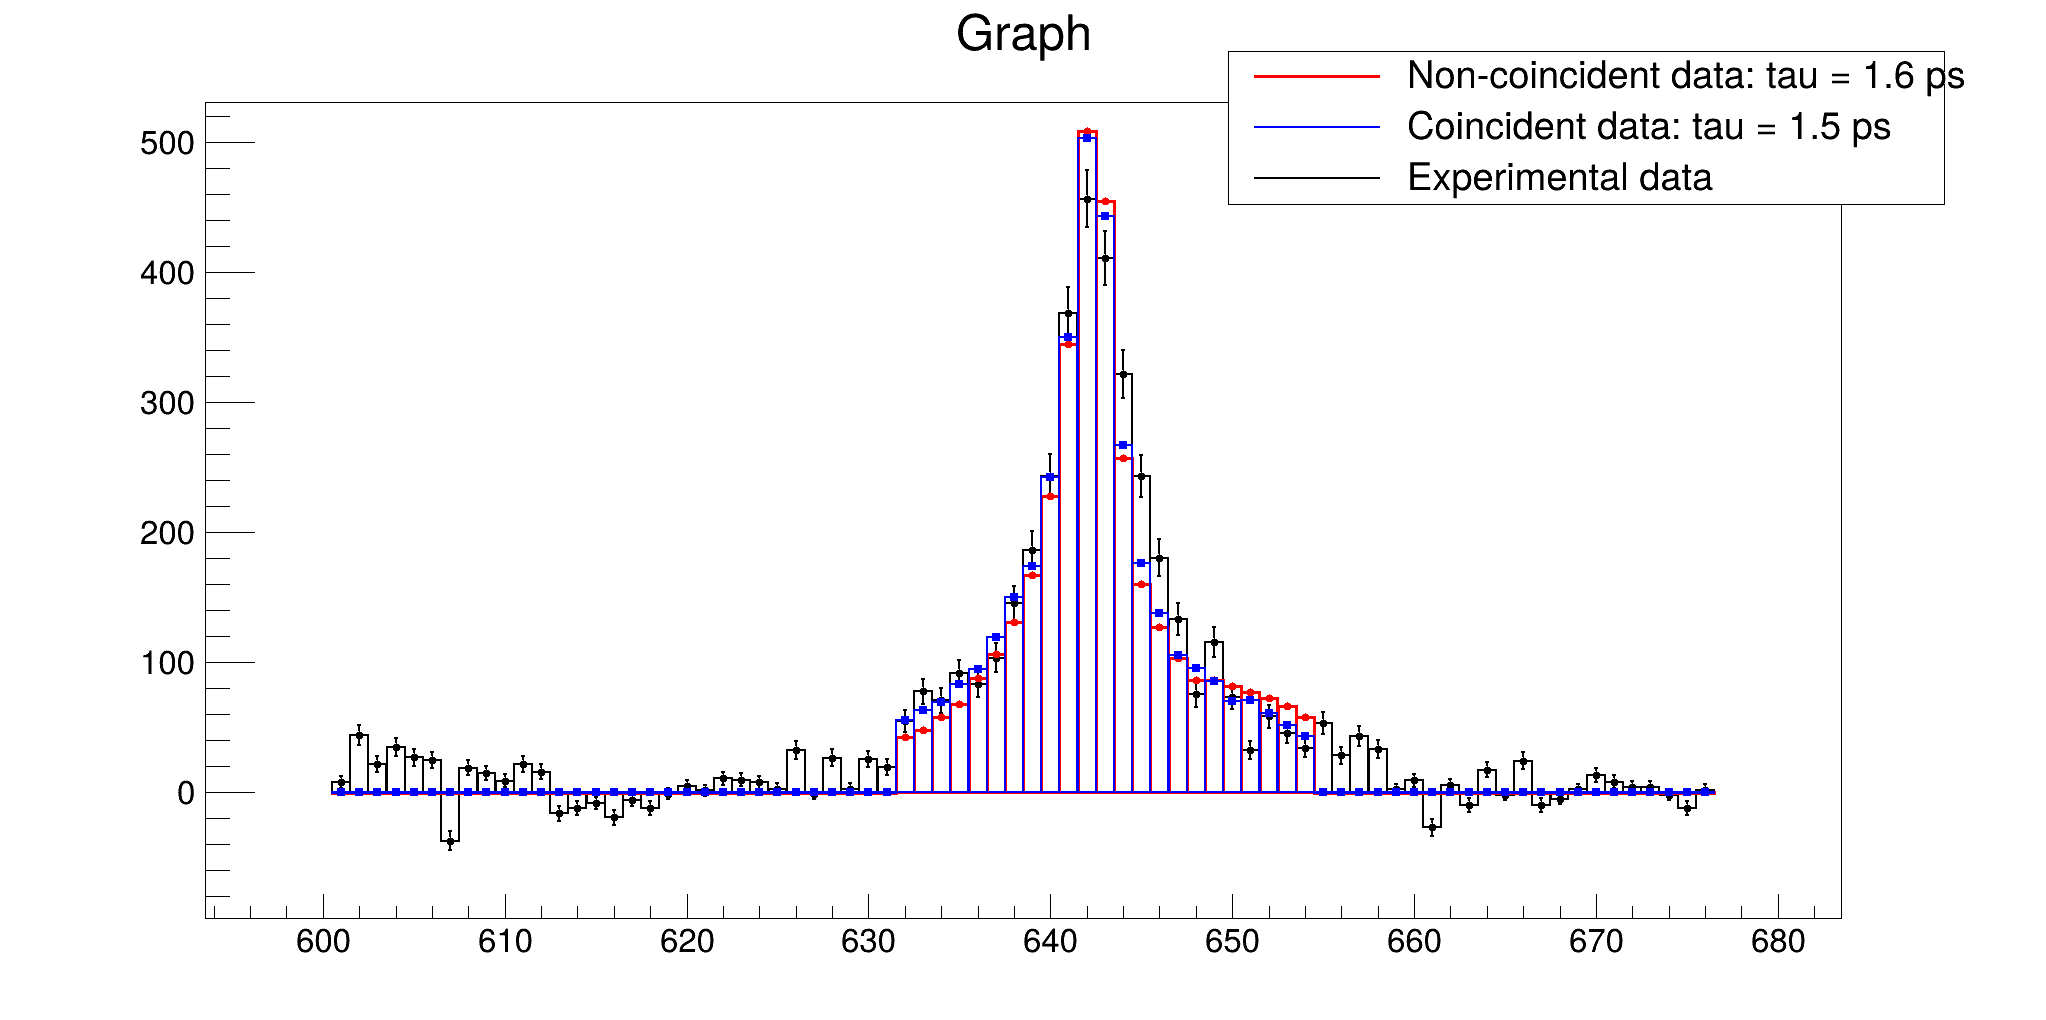 Graph
Non-coincident data: tau = 1.6 ps
Coincident data: tau = 1.5 ps
Experimental data
500
400
300
200
100
0
600 610 620 630 640 650 660 670 680